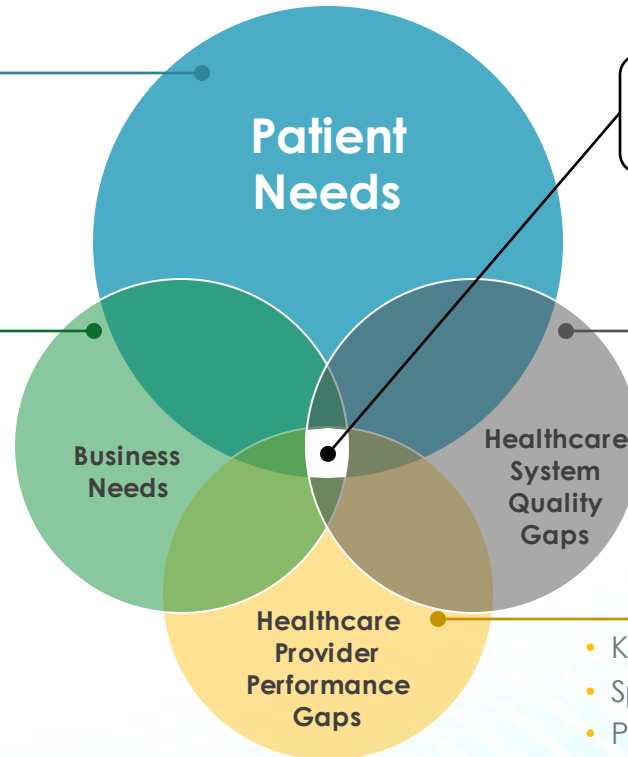 Patient
Needs
Business
Needs
Healthcare
System
Quality
Gaps
Healthcare
Provider
Performance
Gaps